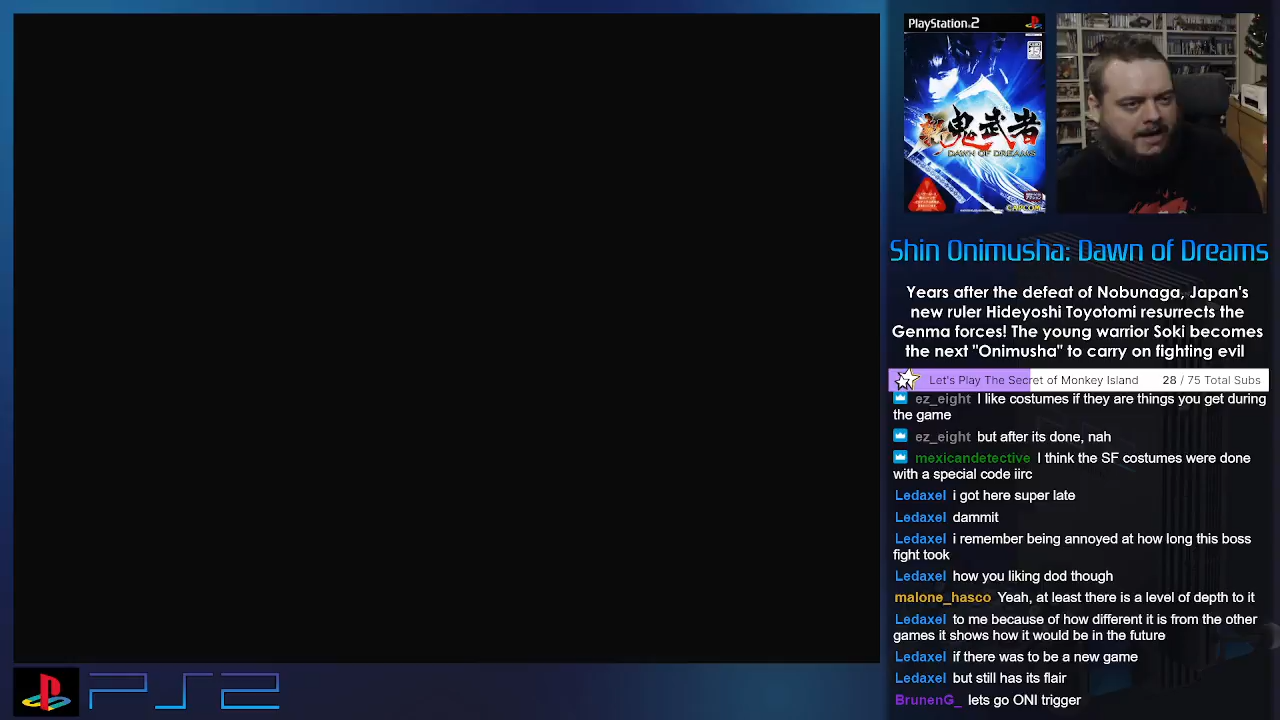 PlayStation.2
新鬼武者
DAWN OF DREAMS
CAPCOM
Shin Onimusha: Dawn of Dreams
Years after the defeat of Nobunaga, Japan's
new ruler Hideyoshi Toyotomi resurrects the
Genma forces! The young warrior Soki becomes
the next "Onimusha" to carry on fighting evil
Let's Play The Secret of Monkey Island 28 / 75 Total Subs
ez_eight I like costumes if they are things you get during
the game
ez_eight but after its done, nah
mexicandetective I think the SF costumes were done
with a special code iirc
Ledaxel i got here super late
Ledaxel dammit
Ledaxel i remember being annoyed at how long this boss
fight took
Ledaxel how you liking dod though
malone_hasco Yeah, at least there is a level of depth to it
Ledaxel to me because of how different it is from the other
games it shows how it would be in the future
Ledaxel if there was to be a new game
Ledaxel but still has its flair
BrunenG_ lets go ONI trigger
PS2